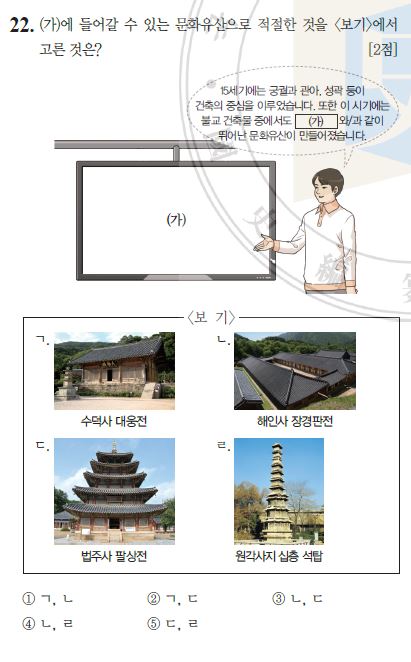 22. (가)에 들어갈 수 있는 문화유산으로 적절한 것을 <보기>에서
고른 것은? [2점]
15세기에는 궁궐과 관아, 성곽 등이
건축의 중심을 이루었습니다. 또한 이 시기에는
불교 건축물 중에서도 (가) 와/과 같이
뛰어난 문화유산이 만들어졌습니다.
(가)
<보 기>
ㄱ. ㄴ.
수덕사 대웅전 해인사 장경판전
ㄷ. ㄹ.
법주사 팔상전 원각사지 십층 석탑
① ㄱ, ㄴ ② ㄱ, ㄷ ③ ㄴ, ㄷ
④ ㄴ, ㄹ ⑤ ㄷ, ㄹ